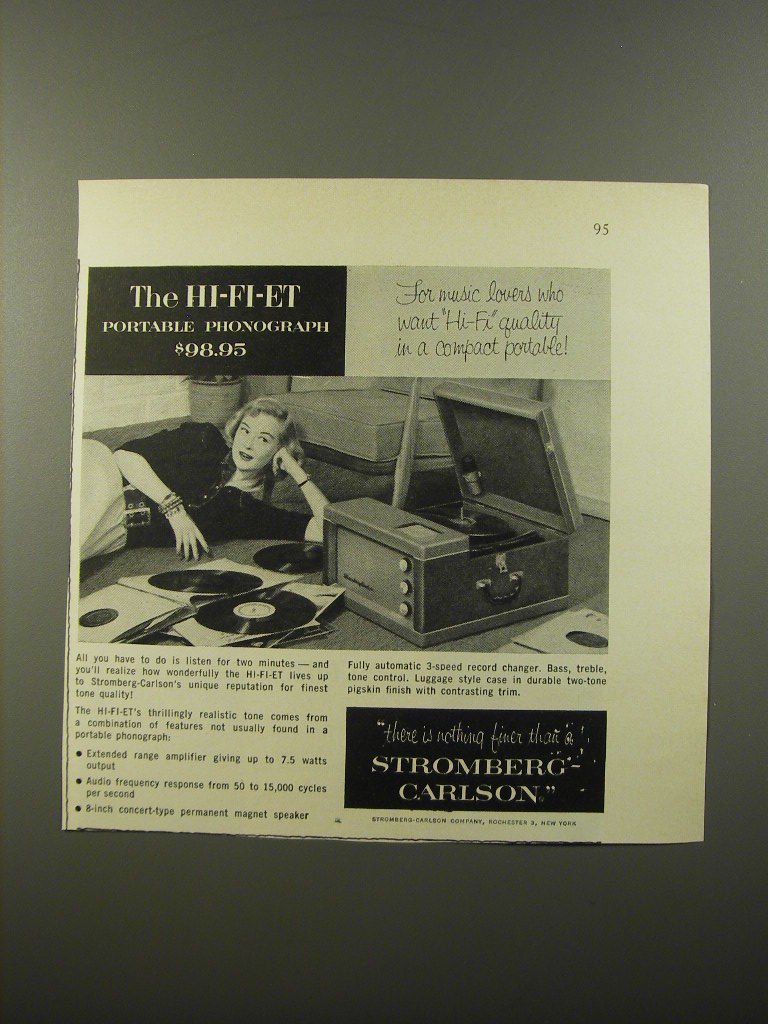 95
The HI-FI-ET
PORTABLE PHONOGRAPH
$98.95
For music lovers who
want "Hi-Fi" quality
in a compact portable!
All you have to do is listen for two minutes — and
you'll realize how wonderfully the HI-FI-ET lives up
to Stromberg-Carlson's unique reputation for finest
tone quality!
The HI-FI-ET's thrillingly realistic tone comes from
a combination of features not usually found in a
portable phonograph:
• Extended range amplifier giving up to 7.5 watts
output
• Audio frequency response from 50 to 15,000 cycles
per second
• 8-inch concert-type permanent magnet speaker
Fully automatic 3-speed record changer. Bass, treble,
tone control. Luggage style case in durable two-tone
pigskin finish with contrasting trim.
"there is nothing finer than a
STROMBERG-
CARLSON."
STROMBERG-CARLSON COMPANY, ROCHESTER 3, NEW YORK